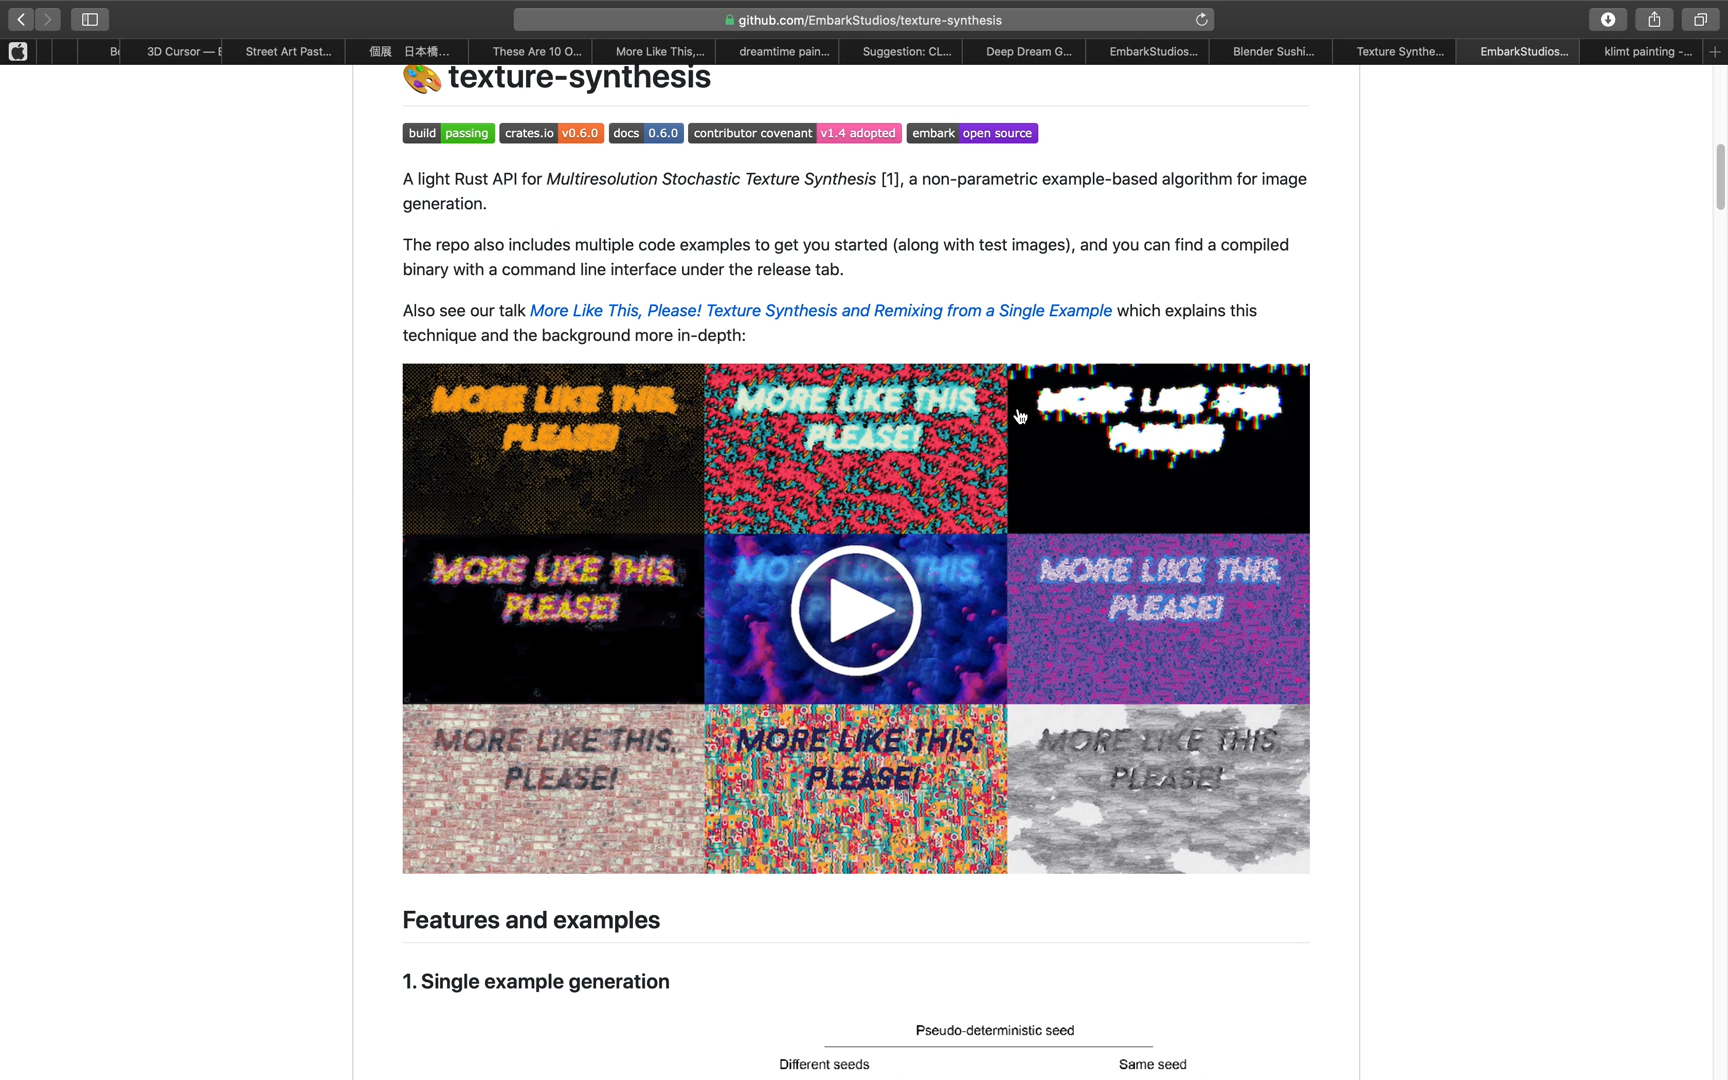 github.com/EmbarkStudios/texture-synthesis
3D Cursor — Street Art Past... 個展 日本橋... These Are 10 O... More Like This,... dreamtime pain... Suggestion: CL... Deep Dream G... EmbarkStudios... Blender Sushi... Texture Synthe... EmbarkStudios... klimt painting -...
texture-synthesis
build passing crates.io v0.6.0 docs 0.6.0 contributor covenant v1.4 adopted embark open source
A light Rust API for Multiresolution Stochastic Texture Synthesis [1], a non-parametric example-based algorithm for image
generation.
The repo also includes multiple code examples to get you started (along with test images), and you can find a compiled
binary with a command line interface under the release tab.
Also see our talk More Like This, Please! Texture Synthesis and Remixing from a Single Example which explains this
technique and the background more in-depth:
MORE LIKE THIS,
PLEASE!
MORE LIKE THIS,
PLEASE!
MORE LIKE THIS,
PLEASE!
MORE LIKE THIS,
PLEASE!
MORE LIKE THIS,
MORE LIKE THIS,
PLEASE!
MORE LIKE THIS,
PLEASE!
MORE LIKE THIS,
PLEASE!
MORE LIKE THIS,
PLEASE!
Features and examples
1. Single example generation
Pseudo-deterministic seed
Different seeds Same seed